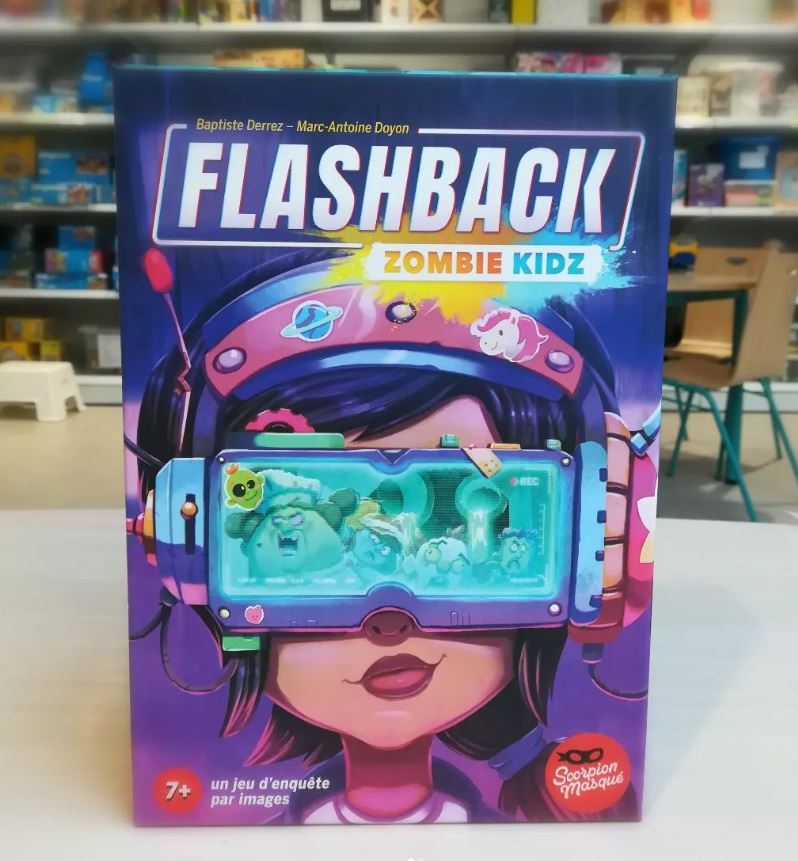 Baptiste Derrez – Marc-Antoine Doyon
FLASHBACK
ZOMBIE KIDZ
REC
7+
un jeu d'enquête
par images
Scorpion
Masqué